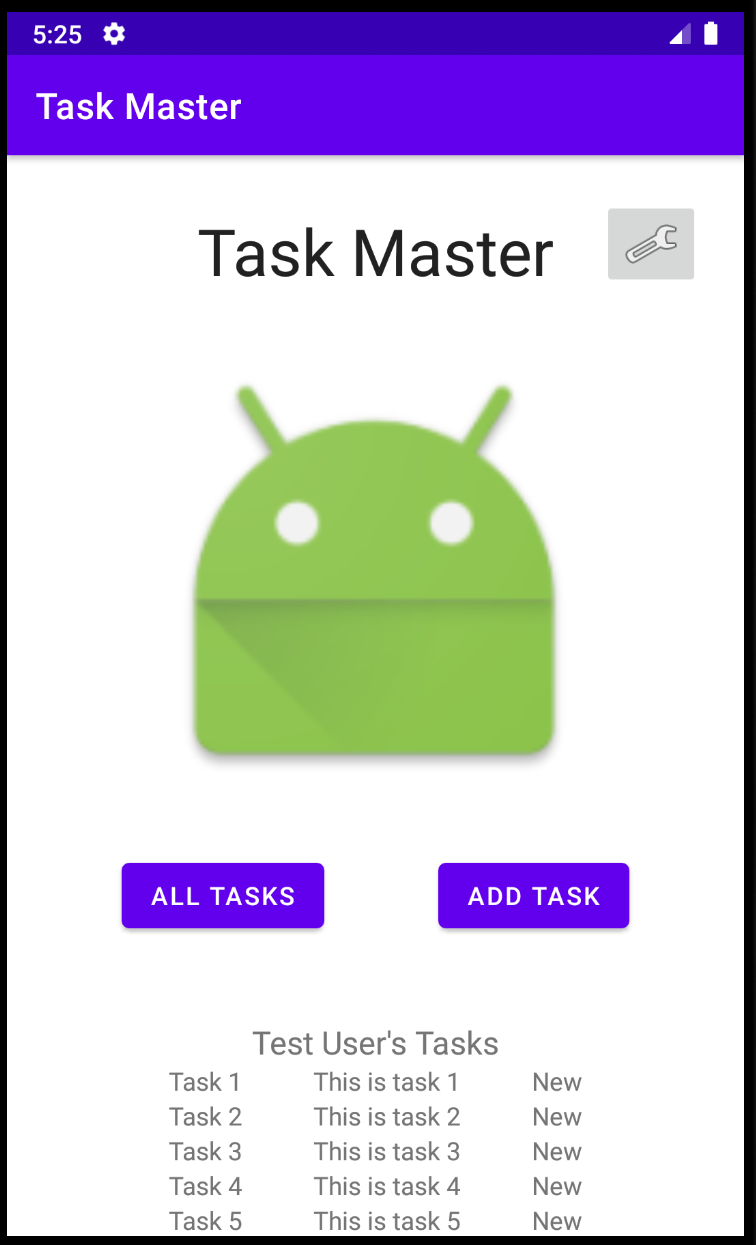 5:25
Task Master
Task Master
ALL TASKS
ADD TASK
Test User's Tasks
Task 1 This is task 1 New
Task 2 This is task 2 New
Task 3 This is task 3 New
Task 4 This is task 4 New
Task 5 This is task 5 New